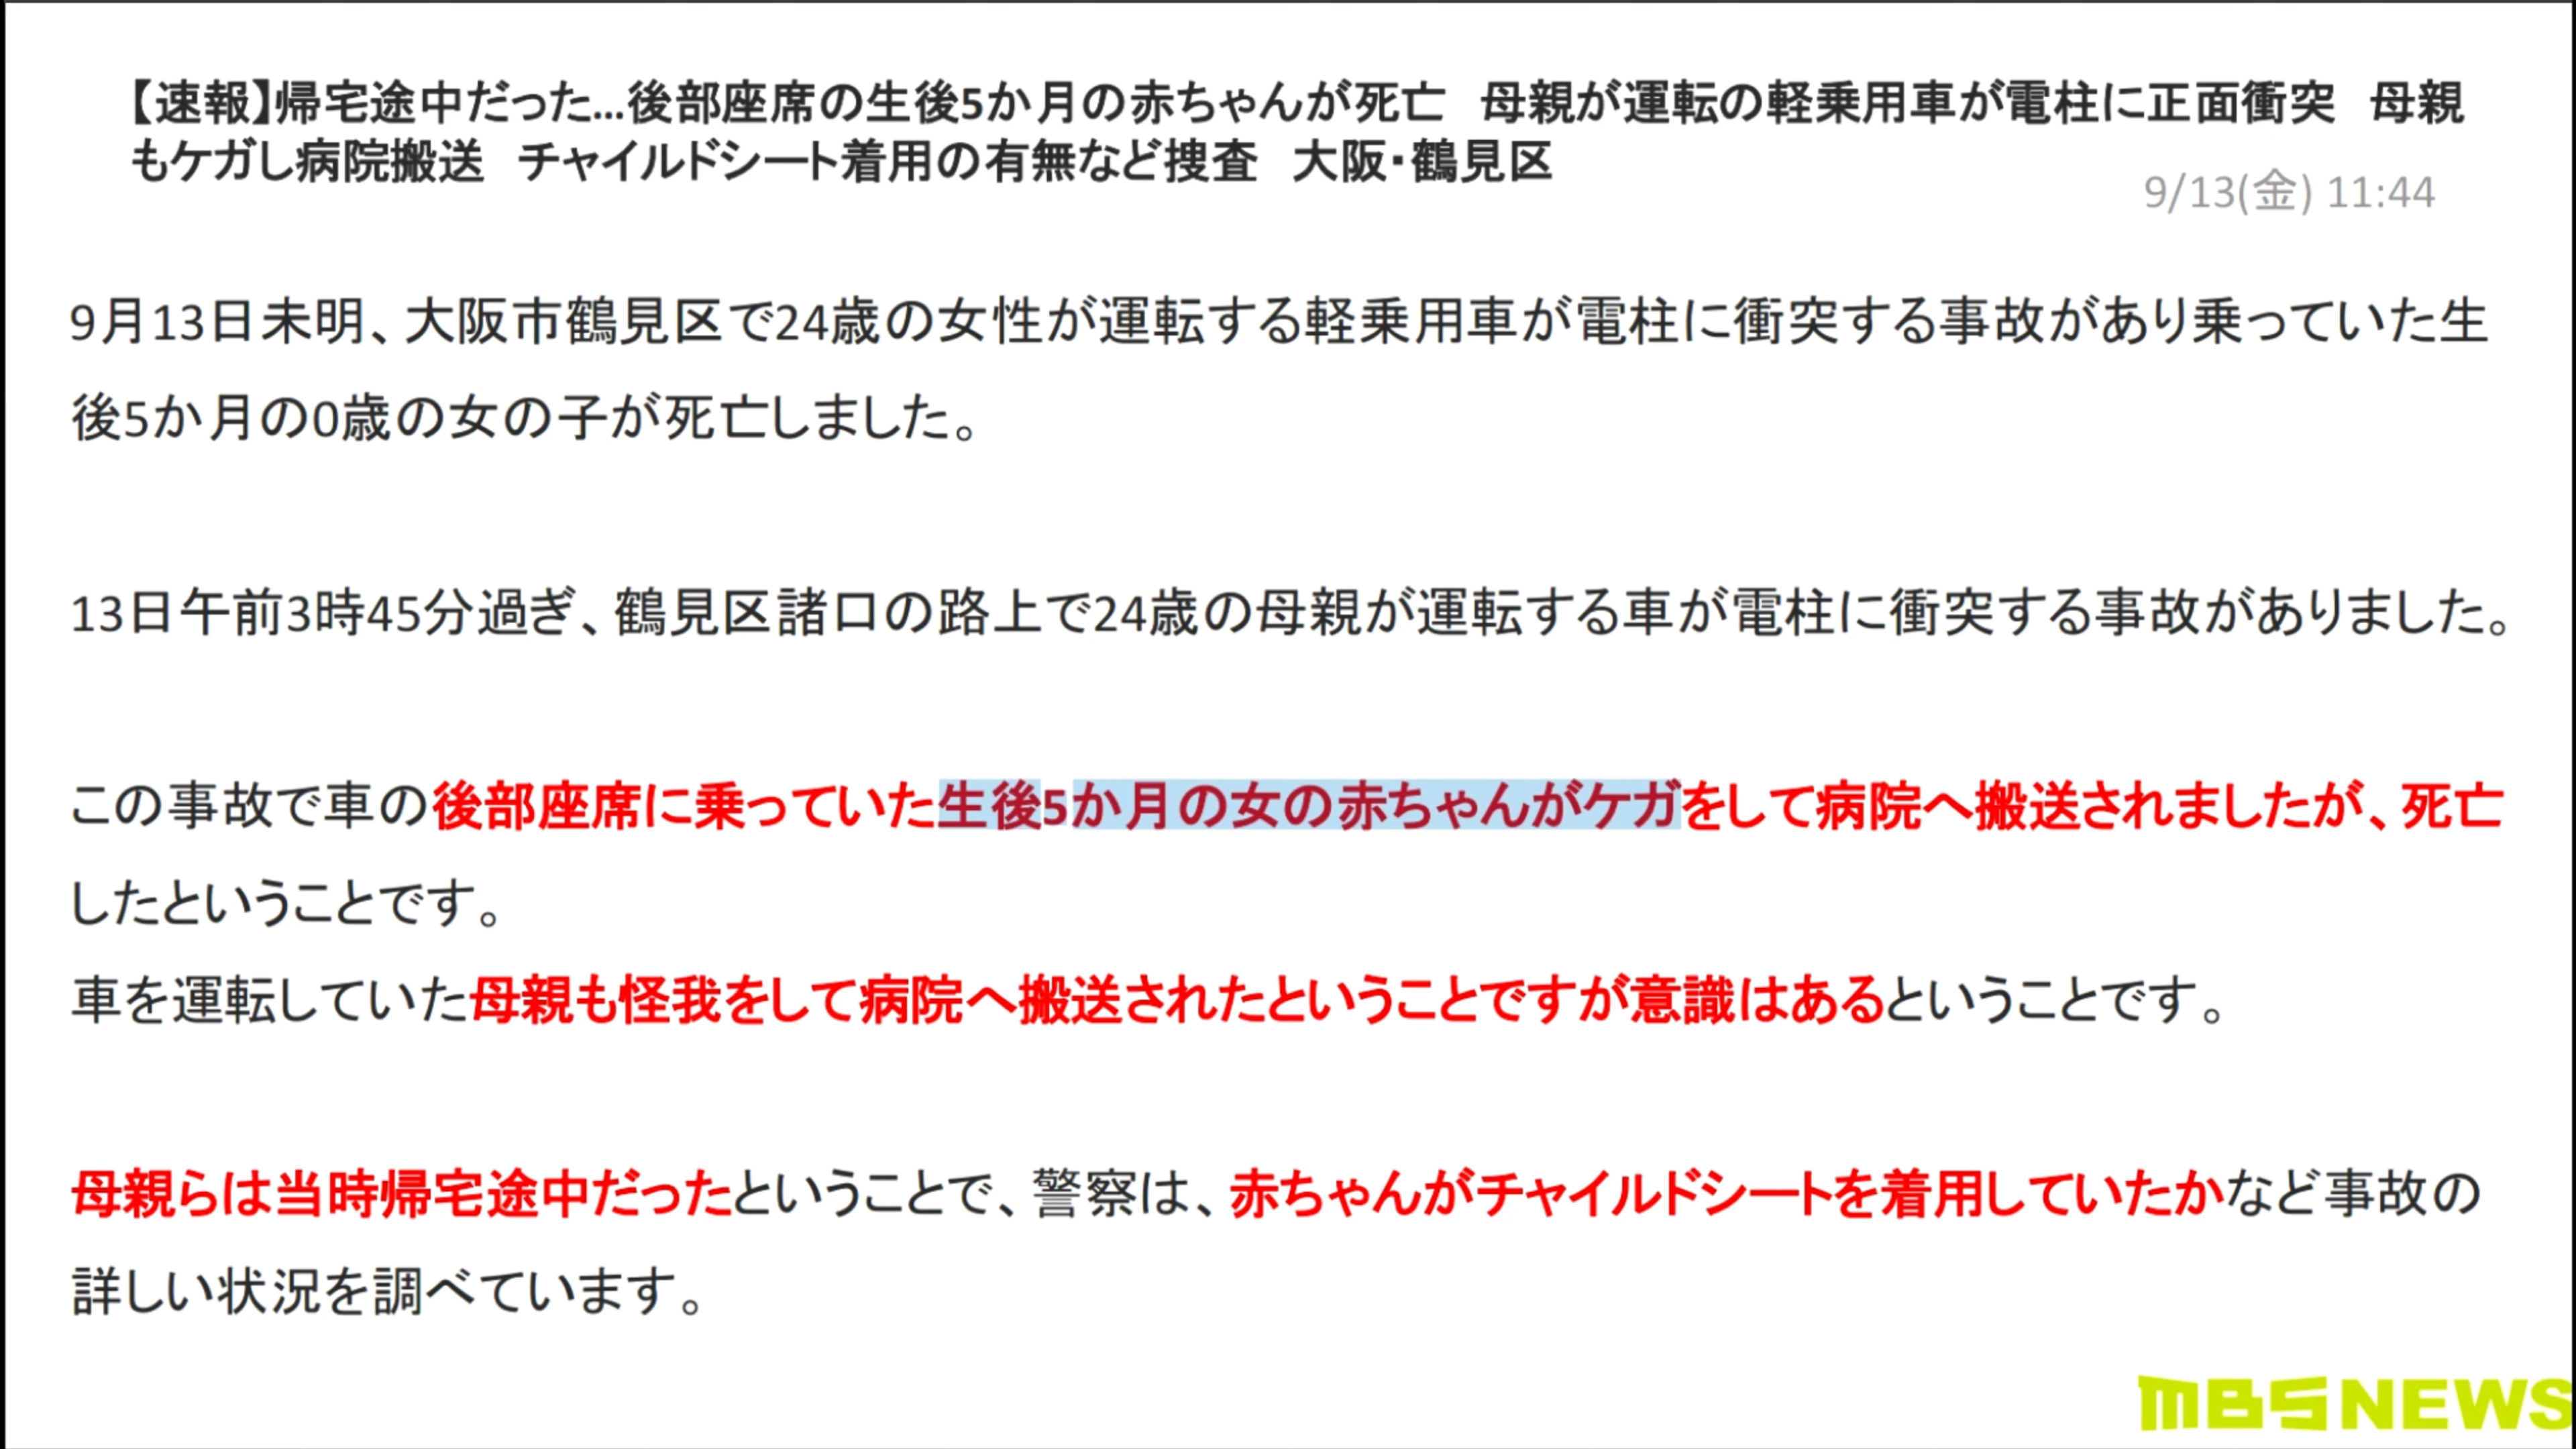 【速報】帰宅途中だった…後部座席の生後5か月の赤ちゃんが死亡　母親が運転の軽乗用車が電柱に正面衝突　母親
もケガし病院搬送　チャイルドシート着用の有無など捜査　大阪・鶴見区
9/13(金) 11:44
9月13日未明、大阪市鶴見区で24歳の女性が運転する軽乗用車が電柱に衝突する事故があり乗っていた生
後5か月の0歳の女の子が死亡しました。
13日午前3時45分過ぎ、鶴見区諸口の路上で24歳の母親が運転する車が電柱に衝突する事故がありました。
この事故で車の後部座席に乗っていた生後5か月の女の赤ちゃんがケガをして病院へ搬送されましたが、死亡
したということです。
車を運転していた母親も怪我をして病院へ搬送されたということですが意識はあるということです。
母親らは当時帰宅途中だったということで、警察は、赤ちゃんがチャイルドシートを着用していたかなど事故の
詳しい状況を調べています。
MBS NEWS